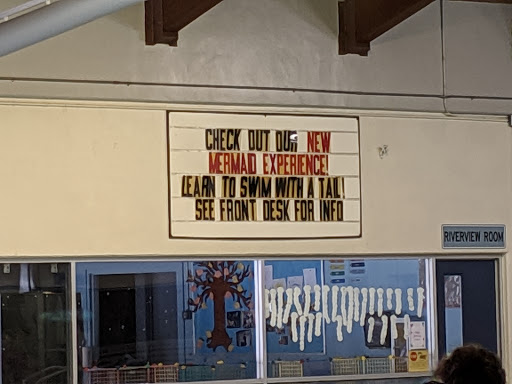 CHECK OUT OUR NEW
MERMAID EXPERIENCE!
LEARN TO SWIM WITH A TAIL!
SEE FRONT DESK FOR INFO
RIVERVIEW ROOM